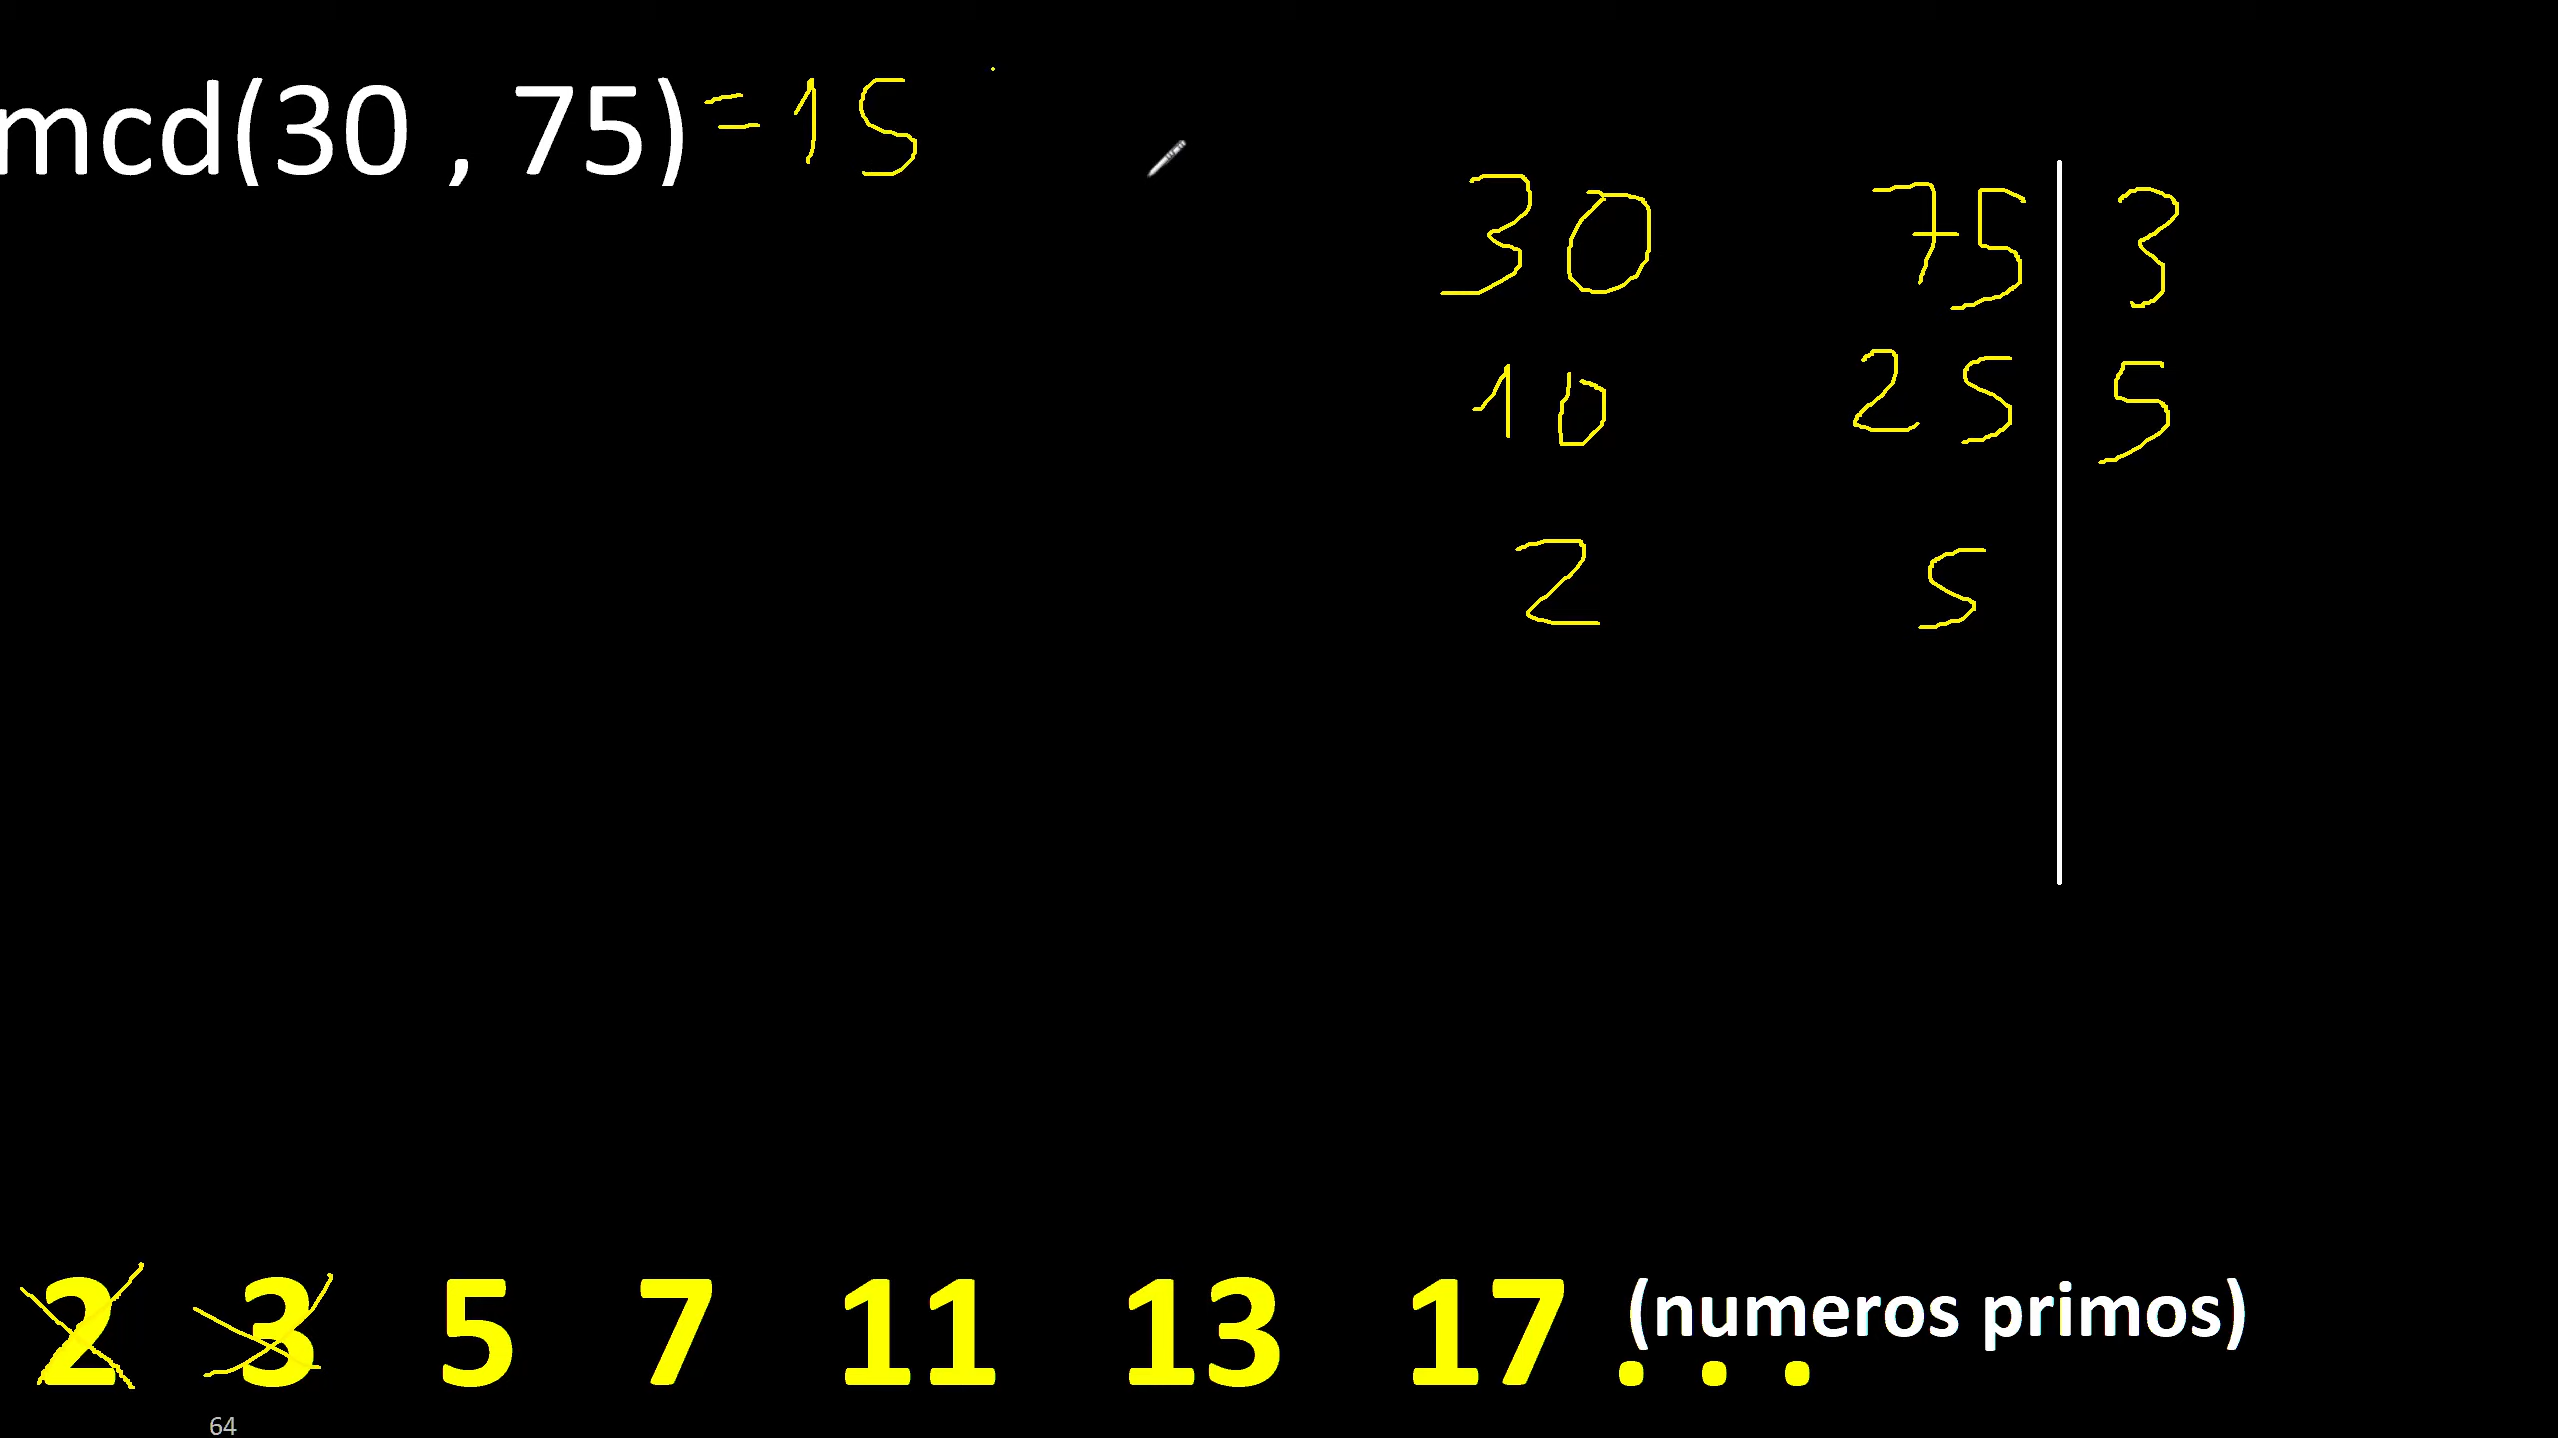 mcd(30 , 75) = 15
30 75 3
10 25 5
2 5
2 3 5 7 11 13 17 . . . (numeros primos)
64